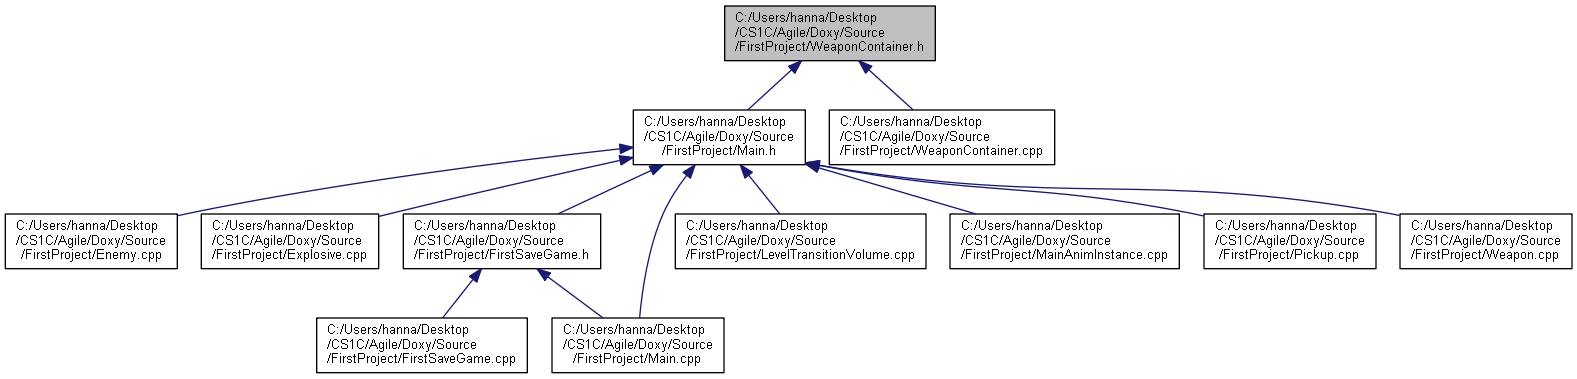 C:/Users/hanna/Desktop
/CS1C/Agile/Doxy/Source
/FirstProject/WeaponContainer.h
C:/Users/hanna/Desktop
/CS1C/Agile/Doxy/Source
/FirstProject/Main.h
C:/Users/hanna/Desktop
/CS1C/Agile/Doxy/Source
/FirstProject/WeaponContainer.cpp
C:/Users/hanna/Desktop
/CS1C/Agile/Doxy/Source
/FirstProject/Enemy.cpp
C:/Users/hanna/Desktop
/CS1C/Agile/Doxy/Source
/FirstProject/Explosive.cpp
C:/Users/hanna/Desktop
/CS1C/Agile/Doxy/Source
/FirstProject/FirstSaveGame.h
C:/Users/hanna/Desktop
/CS1C/Agile/Doxy/Source
/FirstProject/LevelTransitionVolume.cpp
C:/Users/hanna/Desktop
/CS1C/Agile/Doxy/Source
/FirstProject/MainAnimInstance.cpp
C:/Users/hanna/Desktop
/CS1C/Agile/Doxy/Source
/FirstProject/Pickup.cpp
C:/Users/hanna/Desktop
/CS1C/Agile/Doxy/Source
/FirstProject/Weapon.cpp
C:/Users/hanna/Desktop
/CS1C/Agile/Doxy/Source
/FirstProject/FirstSaveGame.cpp
C:/Users/hanna/Desktop
/CS1C/Agile/Doxy/Source
/FirstProject/Main.cpp